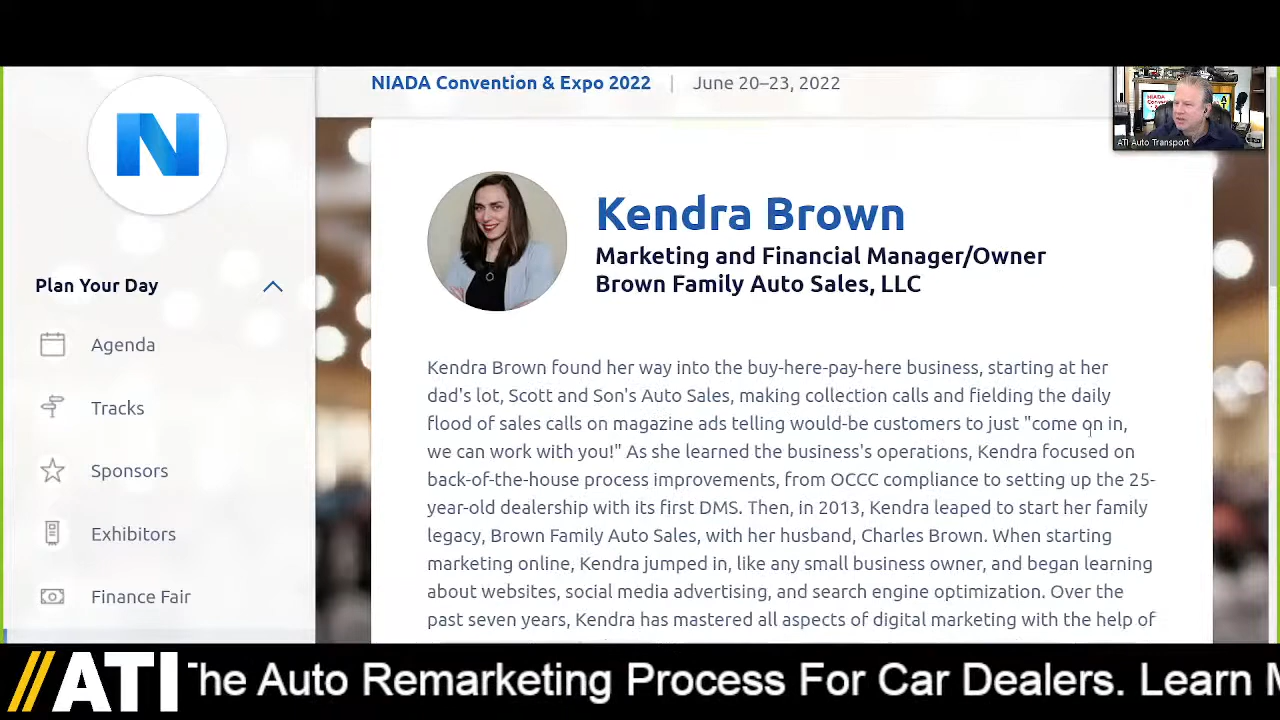 NIADA Convention & Expo 2022 | June 20–23, 2022
N
ATI Auto Transport
Kendra Brown
Marketing and Financial Manager/Owner
Brown Family Auto Sales, LLC
Plan Your Day
Agenda
Tracks
Sponsors
Exhibitors
Finance Fair
Kendra Brown found her way into the buy-here-pay-here business, starting at her
dad's lot, Scott and Son's Auto Sales, making collection calls and fielding the daily
flood of sales calls on magazine ads telling would-be customers to just "come on in,
we can work with you!" As she learned the business's operations, Kendra focused on
back-of-the-house process improvements, from OCCC compliance to setting up the 25-
year-old dealership with its first DMS. Then, in 2013, Kendra leaped to start her family
legacy, Brown Family Auto Sales, with her husband, Charles Brown. When starting
marketing online, Kendra jumped in, like any small business owner, and began learning
about websites, social media advertising, and search engine optimization. Over the
past seven years, Kendra has mastered all aspects of digital marketing with the help of
//ATI The Auto Remarketing Process For Car Dealers. Learn M